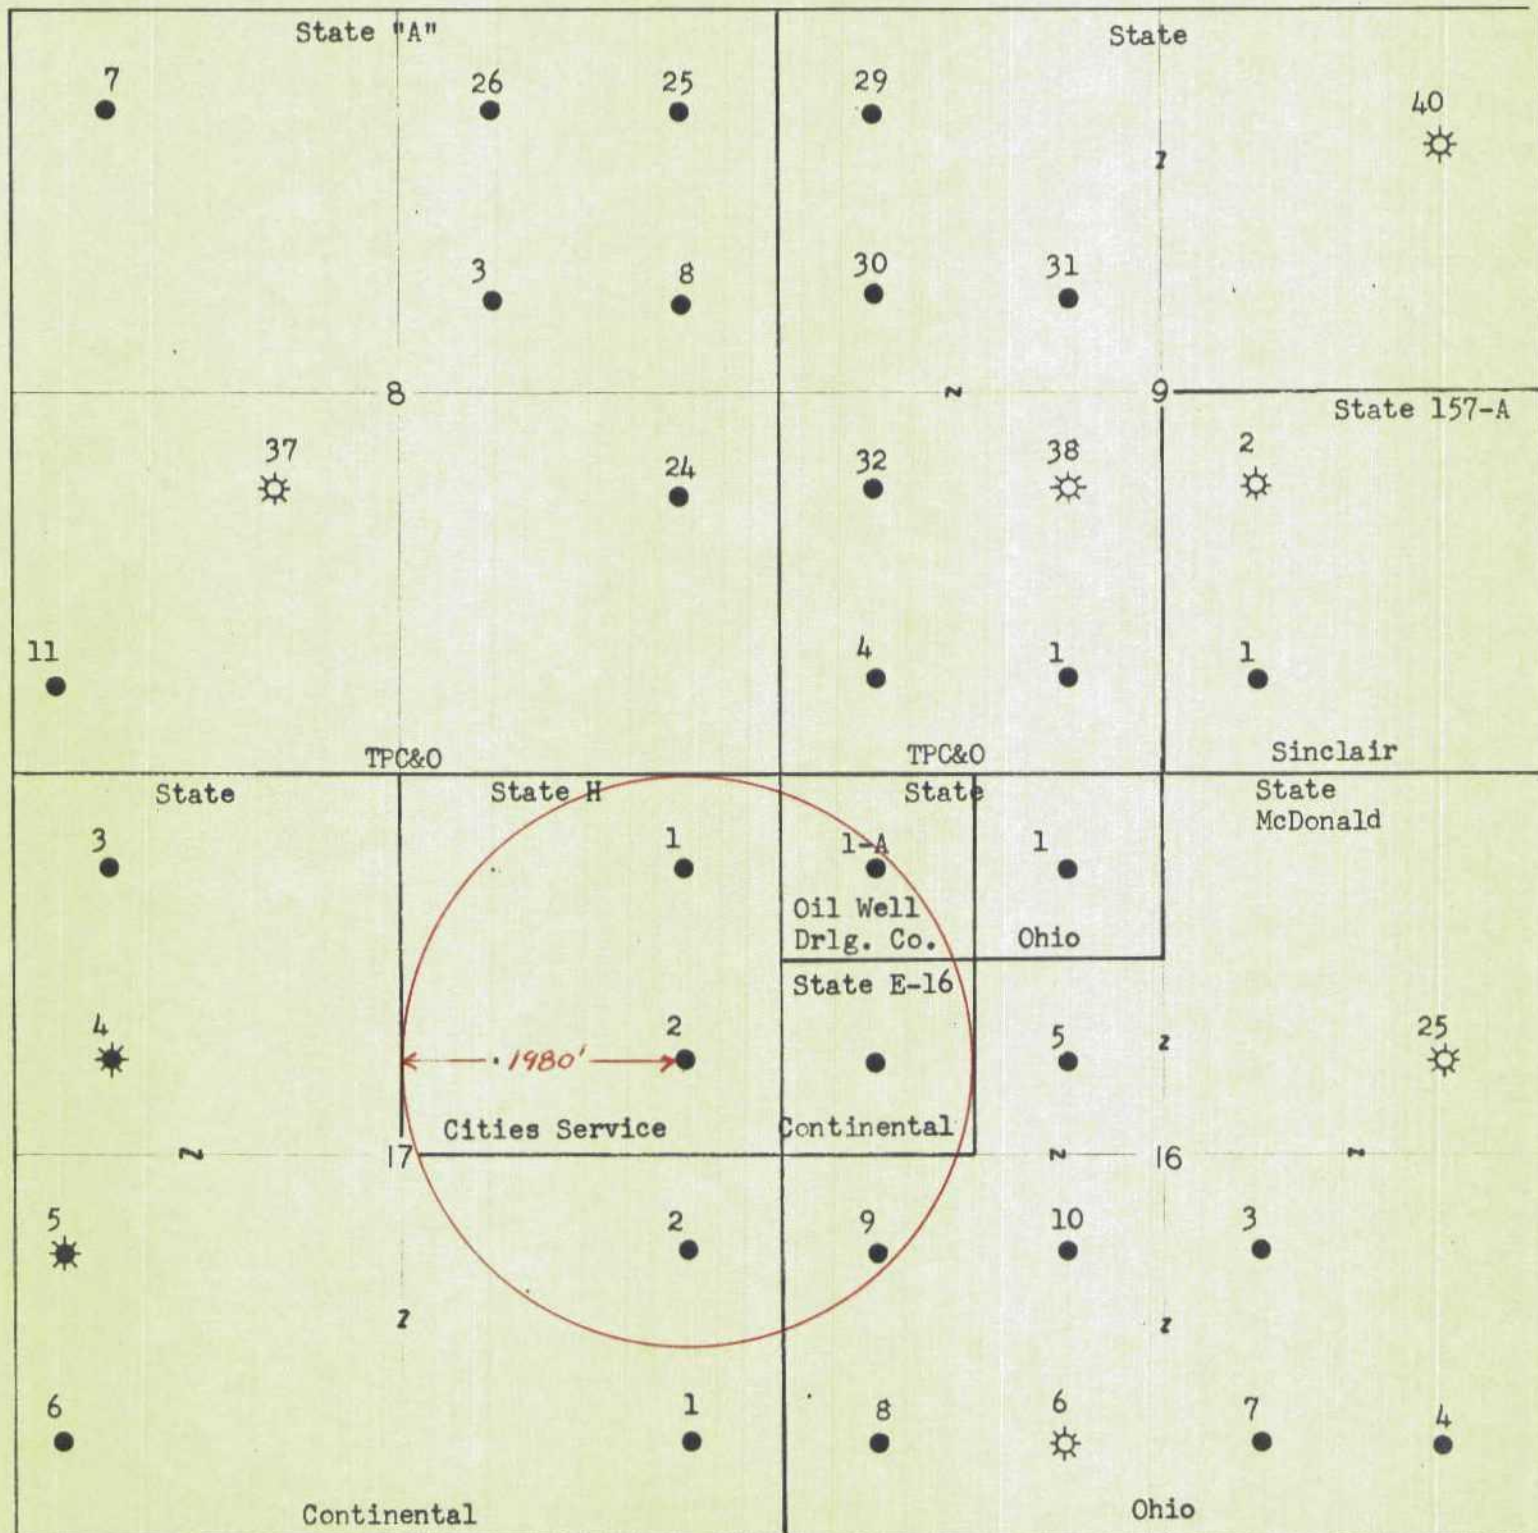 State "A"
State
7
26
25
29
40
3
8
30
31
8
9
State 157-A
37
24
32
38
2
11
4
1
1
TPC&O
TPC&O
Sinclair
State
State H
State
State
McDonald
3
1
1-A
1
Oil Well
Drlg. Co.
Ohio
State E-16
4
2
5
25
1980'
Cities Service
Continental
17
16
5
2
9
10
3
6
1
8
6
7
4
Continental
Ohio